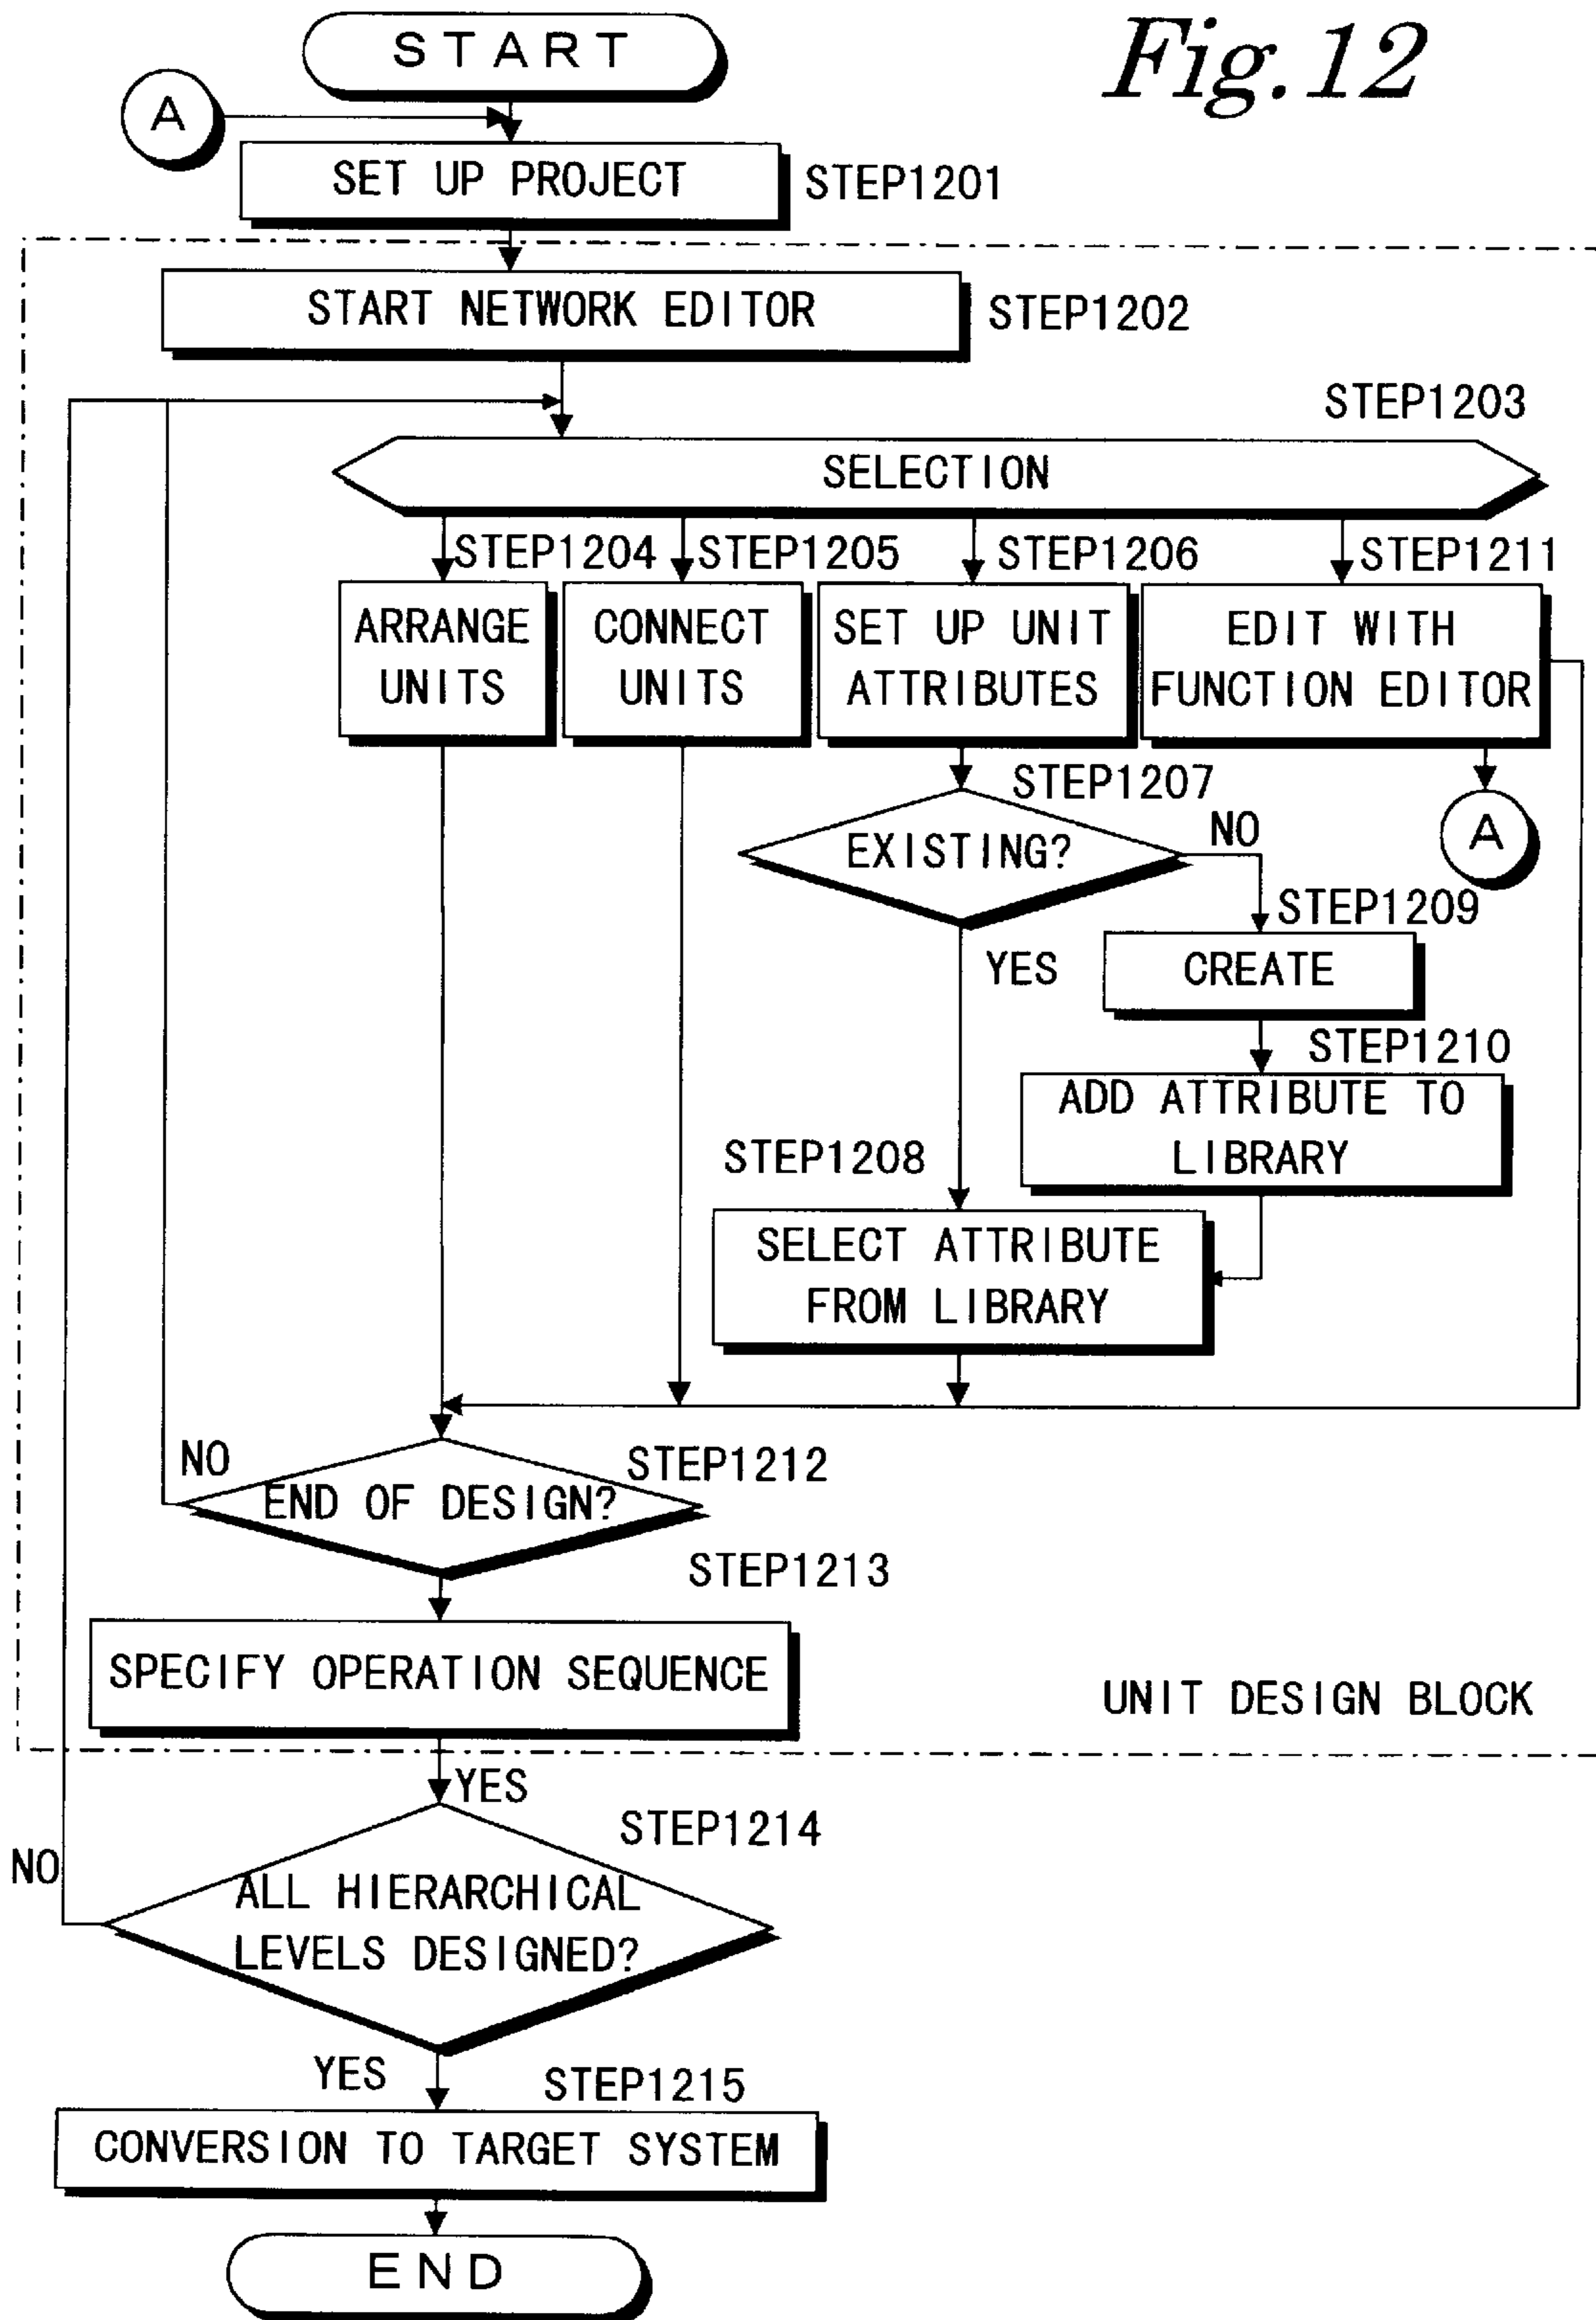 Fig.12
START
A
SET UP PROJECT
STEP1201
START NETWORK EDITOR
STEP1202
STEP1203
SELECTION
STEP1204
STEP1205
STEP1206
STEP1211
ARRANGE
UNITS
CONNECT
UNITS
SET UP UNIT
ATTRIBUTES
EDIT WITH
FUNCTION EDITOR
STEP1207
EXISTING?
NO
A
STEP1209
YES
CREATE
STEP1210
ADD ATTRIBUTE TO
LIBRARY
STEP1208
SELECT ATTRIBUTE
FROM LIBRARY
NO
STEP1212
END OF DESIGN?
STEP1213
SPECIFY OPERATION SEQUENCE
UNIT DESIGN BLOCK
YES
STEP1214
NO
ALL HIERARCHICAL
LEVELS DESIGNED?
YES
STEP1215
CONVERSION TO TARGET SYSTEM
END